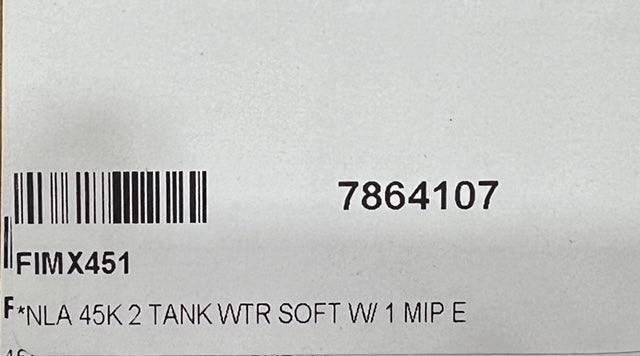 7864107
FIMX451
F*NLA 45K 2 TANK WTR SOFT W/ 1 MIP E